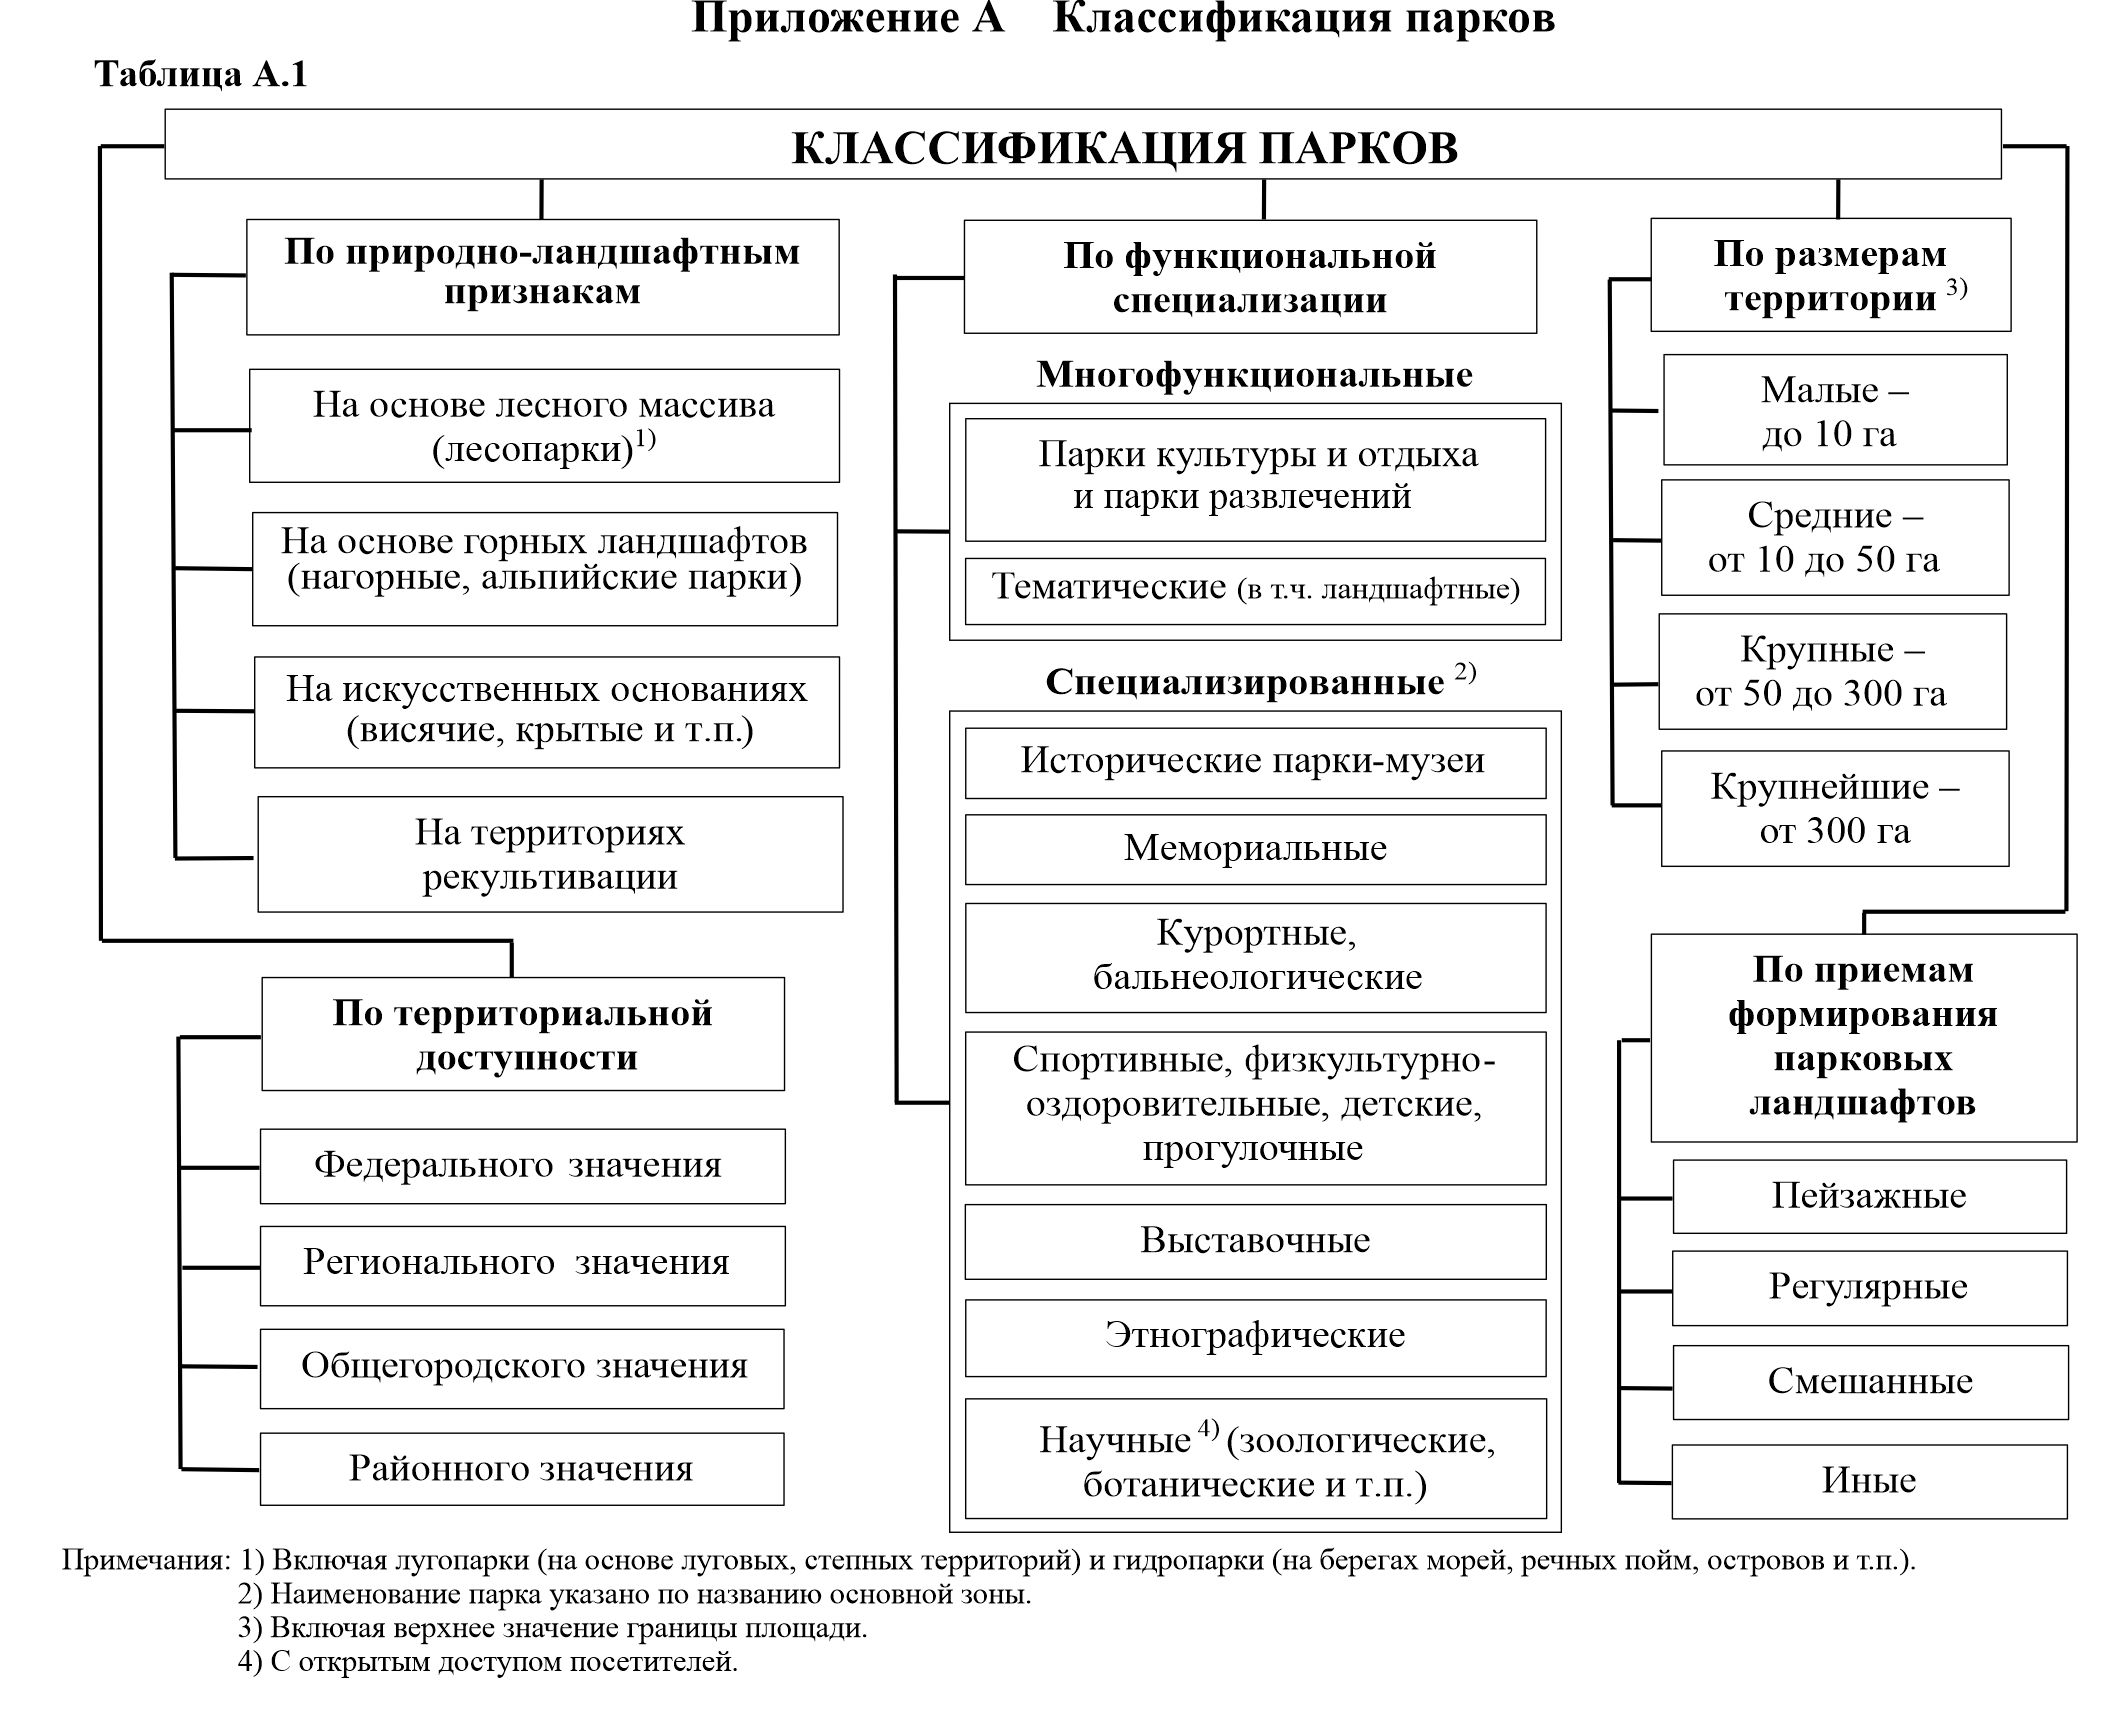 Приложение А    Классификация парков
Таблица А.1
КЛАССИФИКАЦИЯ ПАРКОВ
По природно-ландшафтным
признакам
На основе лесного массива
(лесопарки)1)
На основе горных ландшафтов
(нагорные, альпийские парки)
На искусственных основаниях
(висячие, крытые и т.п.)
На территориях
рекультивации
По территориальной
доступности
Федерального значения
Регионального значения
Общегородского значения
Районного значения
По функциональной
специализации
Многофункциональные
Парки культуры и отдыха
и парки развлечений
Тематические (в т.ч. ландшафтные)
Специализированные 2)
Исторические парки-музеи
Мемориальные
Курортные,
бальнеологические
Спортивные, физкультурно-
оздоровительные, детские,
прогулочные
Выставочные
Этнографические
Научные 4) (зоологические,
ботанические и т.п.)
По размерам
территории 3)
Малые –
до 10 га
Средние –
от 10 до 50 га
Крупные –
от 50 до 300 га
Крупнейшие –
от 300 га
По приемам
формирования
парковых
ландшафтов
Пейзажные
Регулярные
Смешанные
Иные
Примечания: 1) Включая лугопарки (на основе луговых, степных территорий) и гидропарки (на берегах морей, речных пойм, островов и т.п.).
2) Наименование парка указано по названию основной зоны.
3) Включая верхнее значение границы площади.
4) С открытым доступом посетителей.